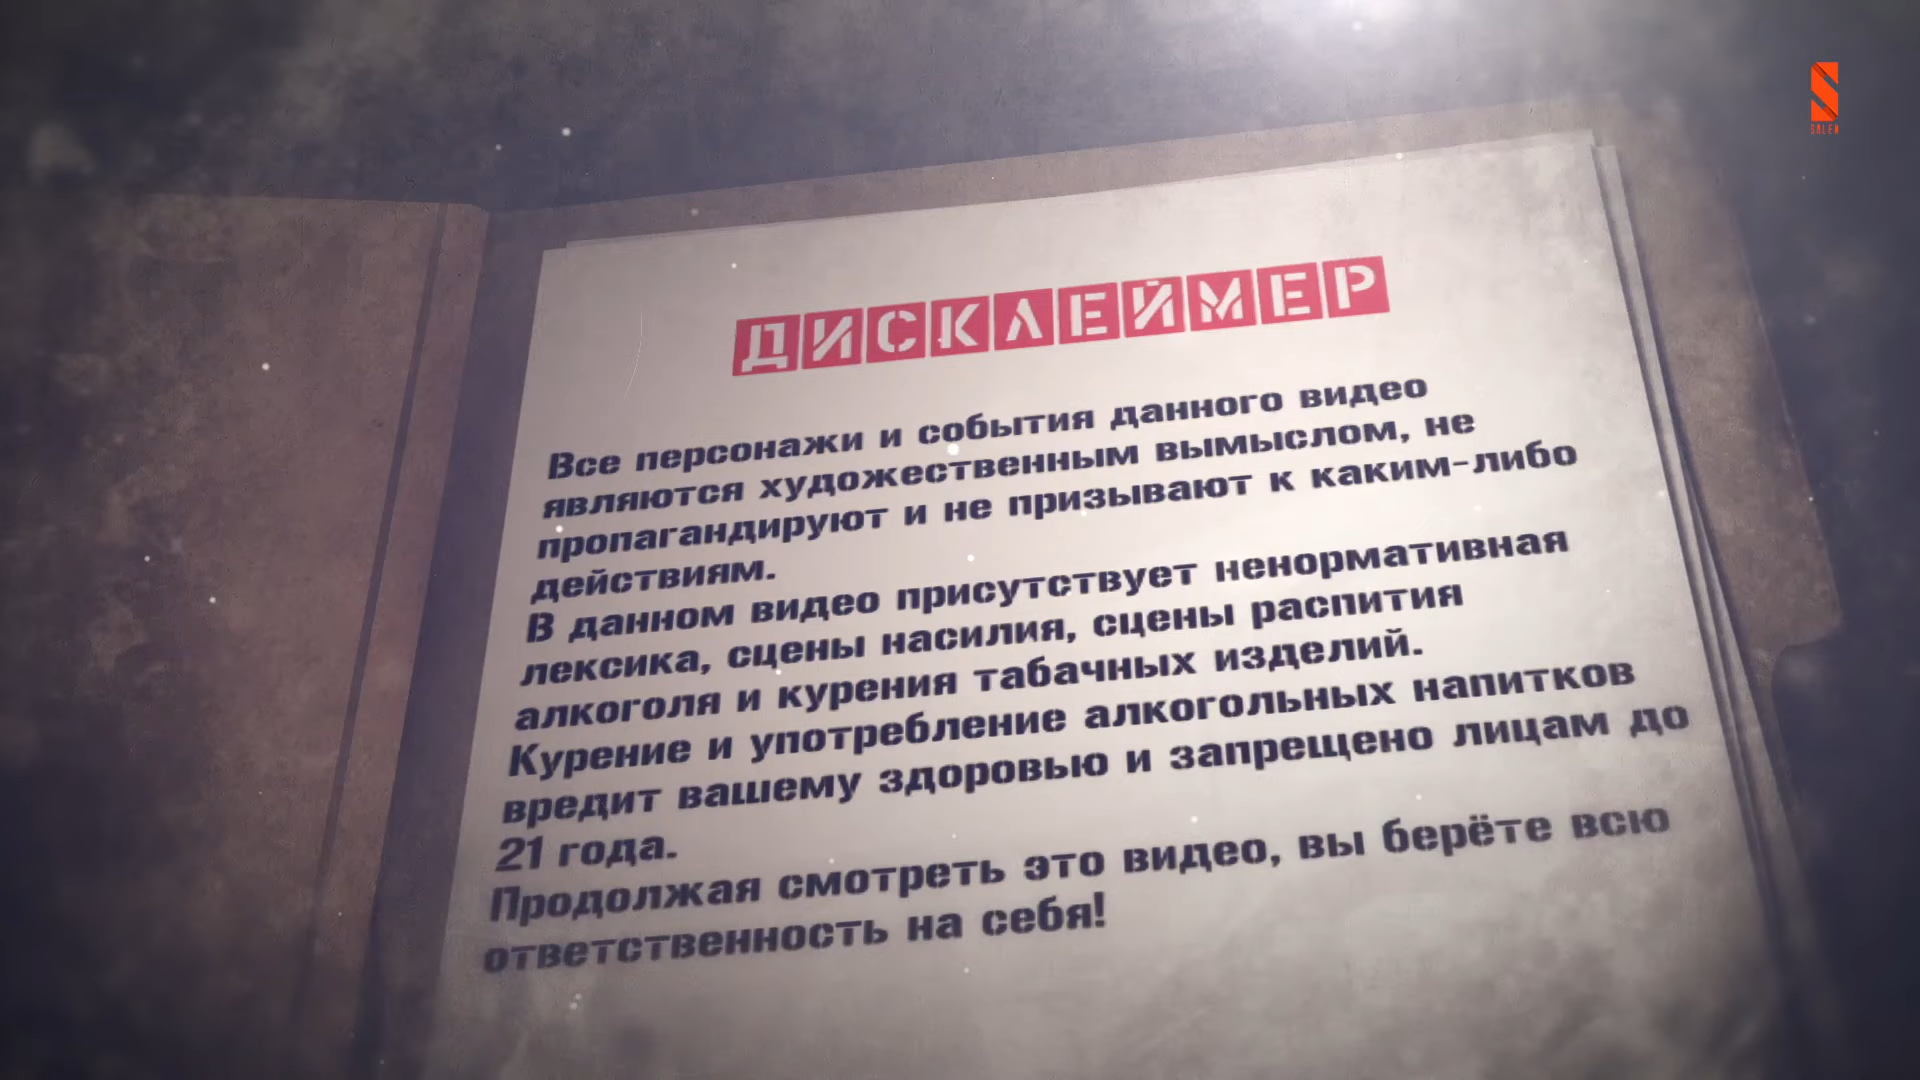 SALEM
ДИСКЛЕЙМЕР
Все персонажи и события данного видео
являются художественным вымыслом, не
пропагандируют и не призывают к каким-либо
действиям.
В данном видео присутствует ненормативная
лексика, сцены насилия, сцены распития
алкоголя и курения табачных изделий.
Курение и употребление алкогольных напитков
вредит вашему здоровью и запрещено лицам до
21 года.
Продолжая смотреть это видео, вы берёте всю
ответственность на себя!